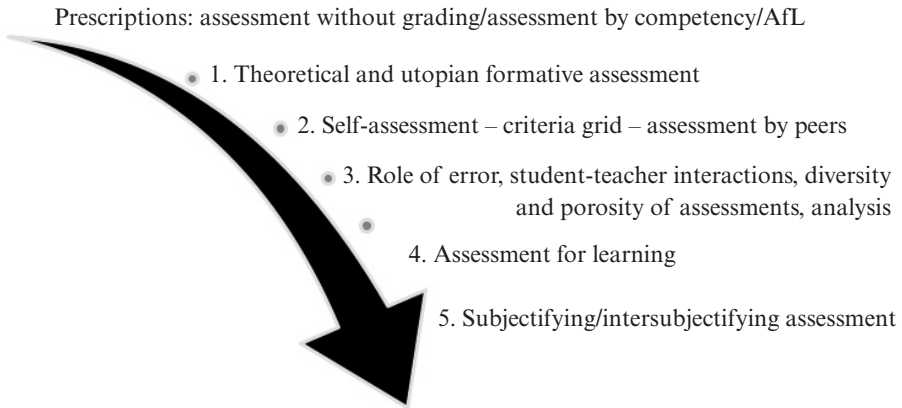 Prescriptions: assessment without grading/assessment by competency/AfL
1. Theoretical and utopian formative assessment
2. Self-assessment – criteria grid – assessment by peers
3. Role of error, student-teacher interactions, diversity
and porosity of assessments, analysis
4. Assessment for learning
5. Subjectifying/intersubjectifying assessment